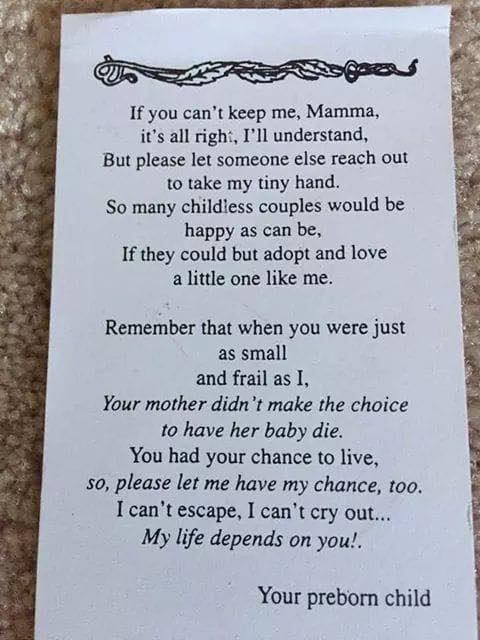 If you can't keep me, Mamma,
it's all right, I'll understand,
But please let someone else reach out
to take my tiny hand.
So many childless couples would be
happy as can be,
If they could but adopt and love
a little one like me.
Remember that when you were just
as small
and frail as I,
Your mother didn't make the choice
to have her baby die.
You had your chance to live,
so, please let me have my chance, too.
I can't escape, I can't cry out...
My life depends on you!.
Your preborn child